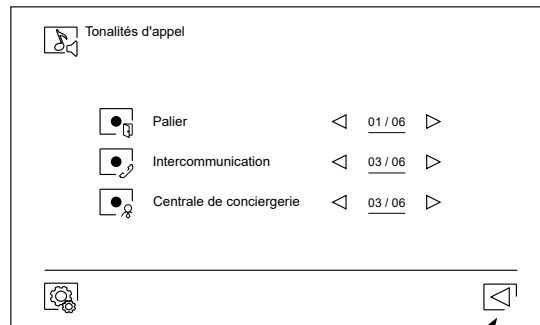 Tonalités d'appel
Palier 01 / 06
Intercommunication 03 / 06
Centrale de conciergerie 03 / 06